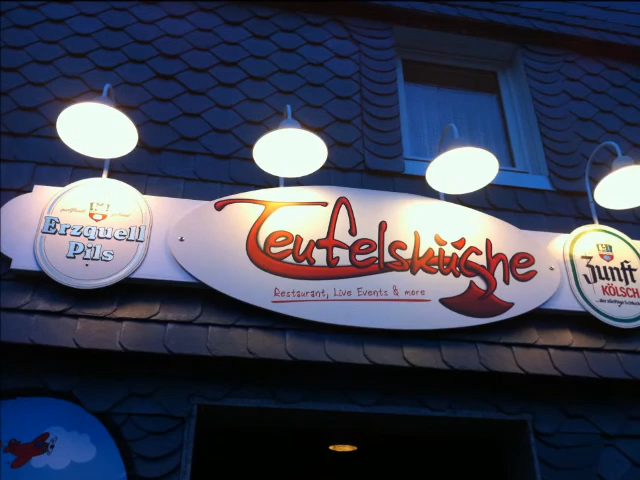 Erzquell
Pils
Teufelsküche
Restaurant, Live Events & more
Zunft
KÖLSCH